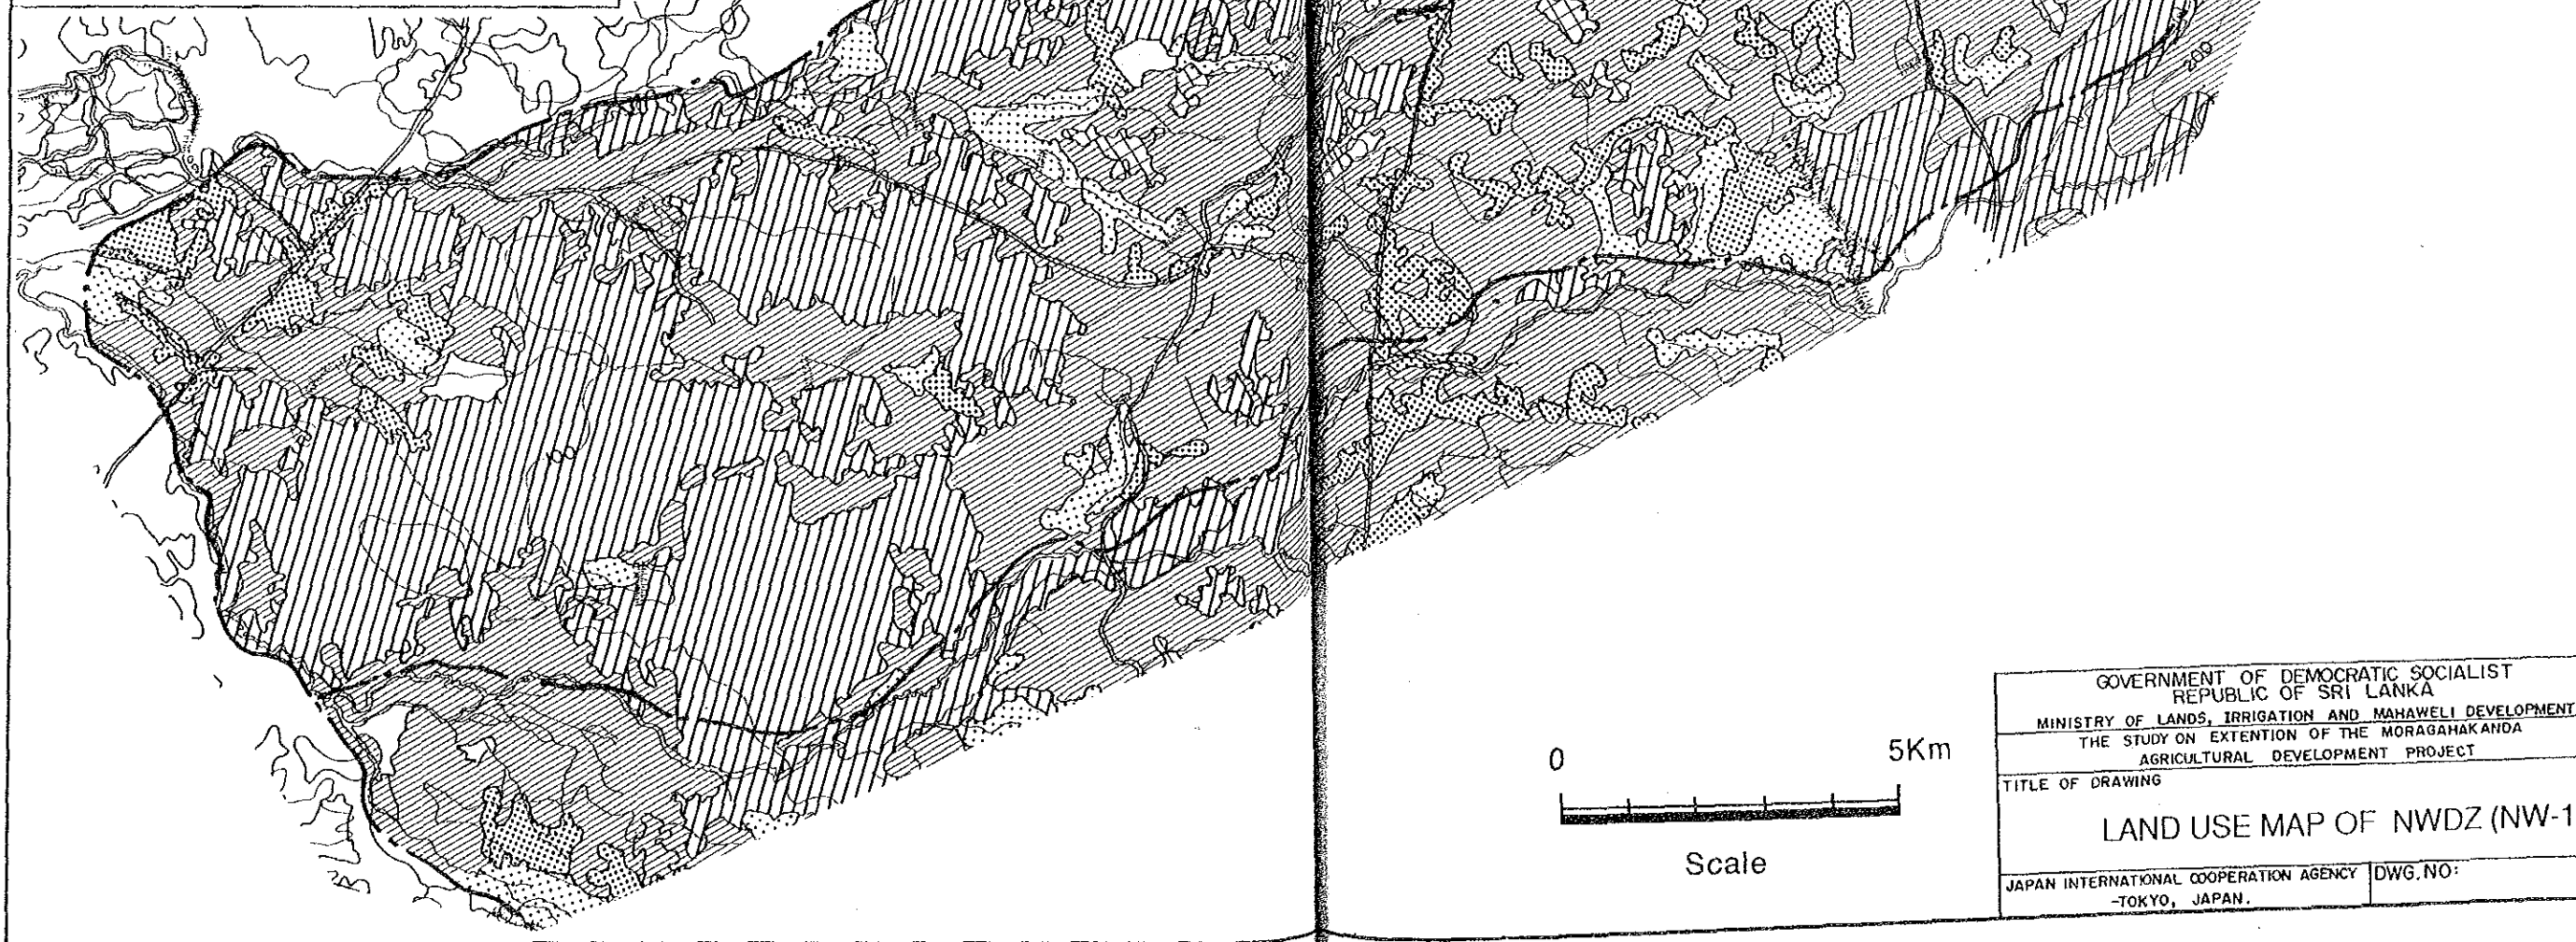 200
100
0 5Km
Scale
GOVERNMENT OF DEMOCRATIC SOCIALIST
REPUBLIC OF SRI LANKA
MINISTRY OF LANDS, IRRIGATION AND MAHAWELI DEVELOPMENT
THE STUDY ON EXTENTION OF THE MORAGAHAKANDA
AGRICULTURAL DEVELOPMENT PROJECT
TITLE OF DRAWING
LAND USE MAP OF NWDZ (NW-1
JAPAN INTERNATIONAL COOPERATION AGENCY
-TOKYO, JAPAN.
DWG. NO: